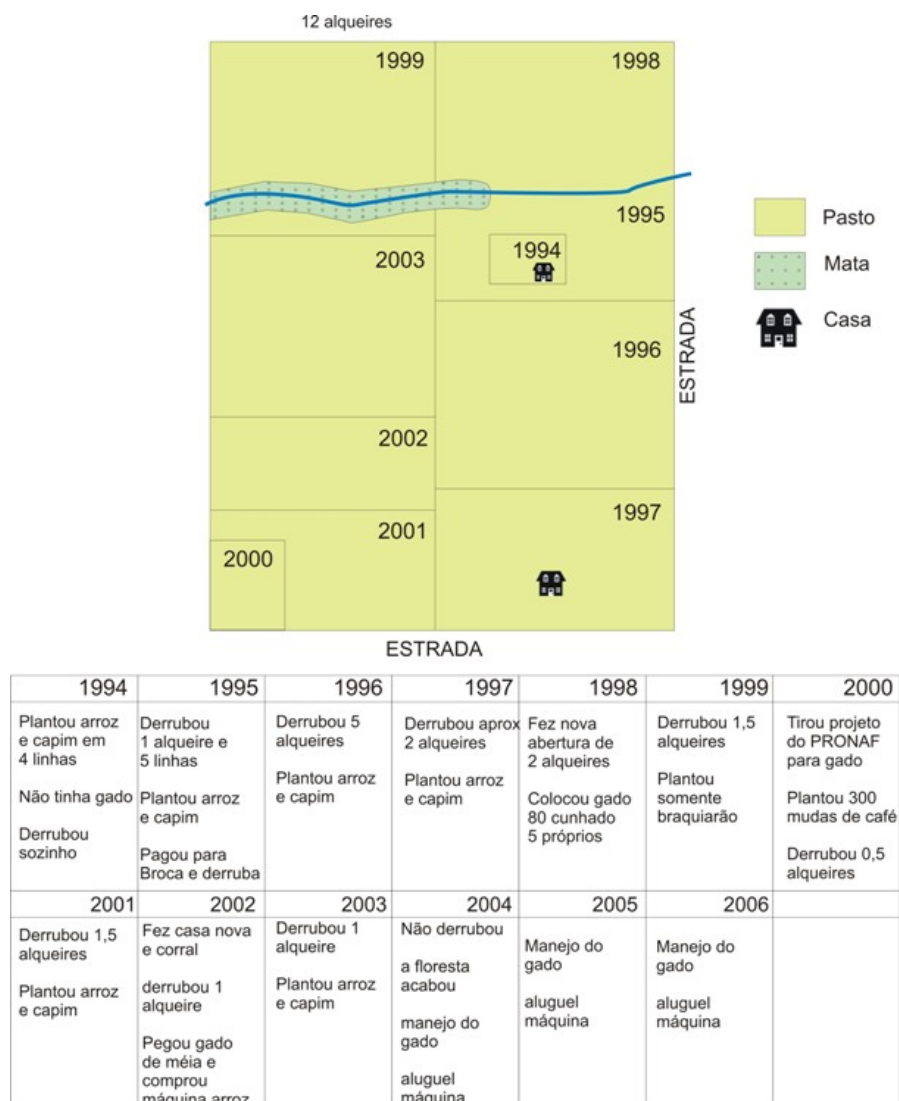 12 alqueires
1999
1998
1995
1994
2003
1996
2002
1997
2001
2000
ESTRADA
ESTRADA
Pasto
Mata
Casa
1994
Plantou arroz
e capim em
4 linhas
Não tinha gado
Derrubou
sozinho
1995
Derrubou
1 alqueire e
5 linhas
Plantou arroz
e capim
Pagou para
Broca e derruba
1996
Derrubou 5
alqueires
Plantou arroz
e capim
1997
Derrubou aprox
2 alqueires
Plantou arroz
e capim
1998
Fez nova
abertura de
2 alqueires
Colocou gado
80 cunhado
5 próprios
1999
Derrubou 1,5
alqueires
Plantou
somente
braquiarão
2000
Tirou projeto
do PRONAF
para gado
Plantou 300
mudas de café
Derrubou 0,5
alqueires
2001
Derrubou 1,5
alqueires
Plantou arroz
e capim
2002
Fez casa nova
e corral
derrubou 1
alqueire
Pegou gado
de méia e
comprou
máquina arroz
2003
Derrubou 1
alqueire
Plantou arroz
e capim
2004
Não derrubou
a floresta
acabou
manejo do
gado
aluguel
máquina
2005
Manejo do
gado
aluguel
máquina
2006
Manejo do
gado
aluguel
máquina